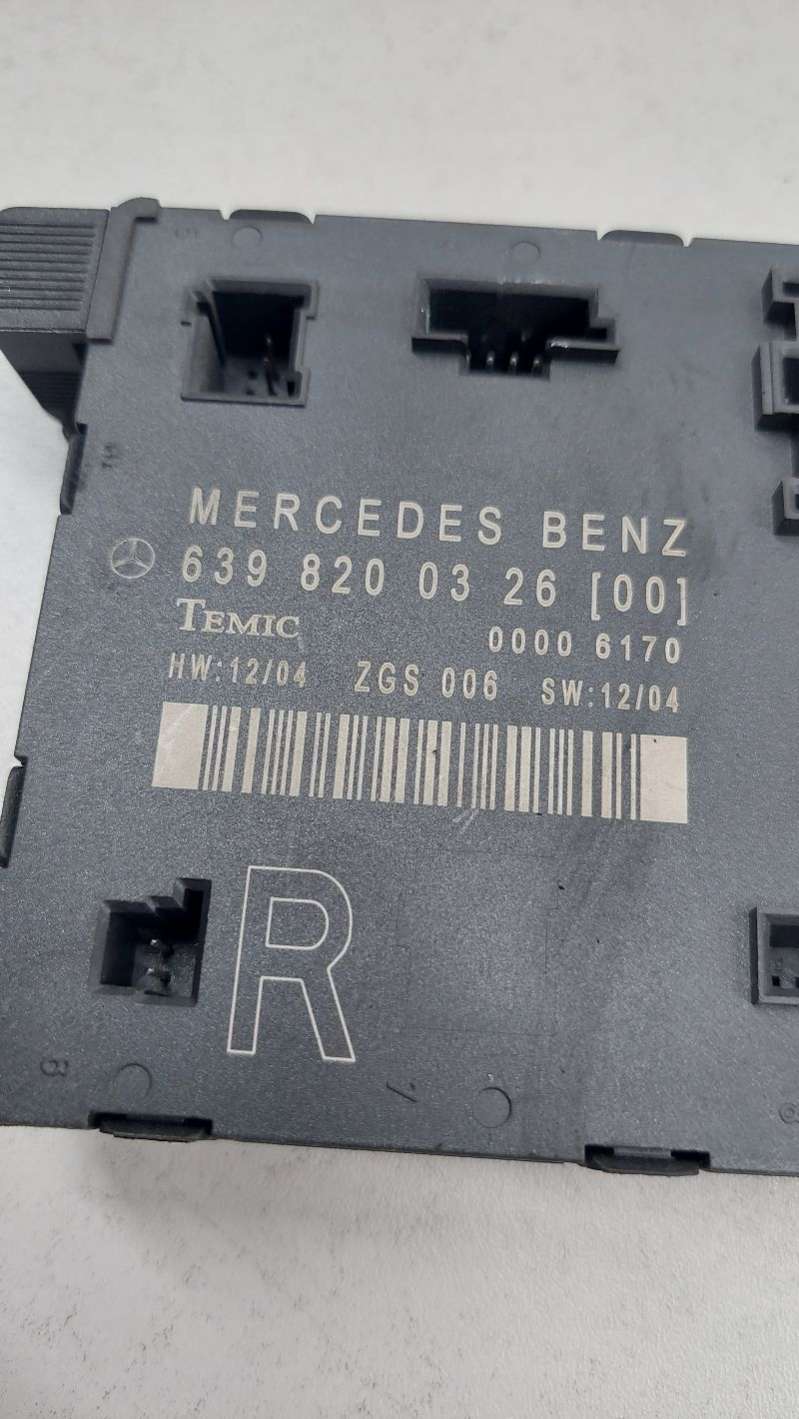 MERCEDES BENZ
639 820 03 26 [00]
TEMIC 0000 6170
HW:12/04 ZGS 006 SW:12/04
R